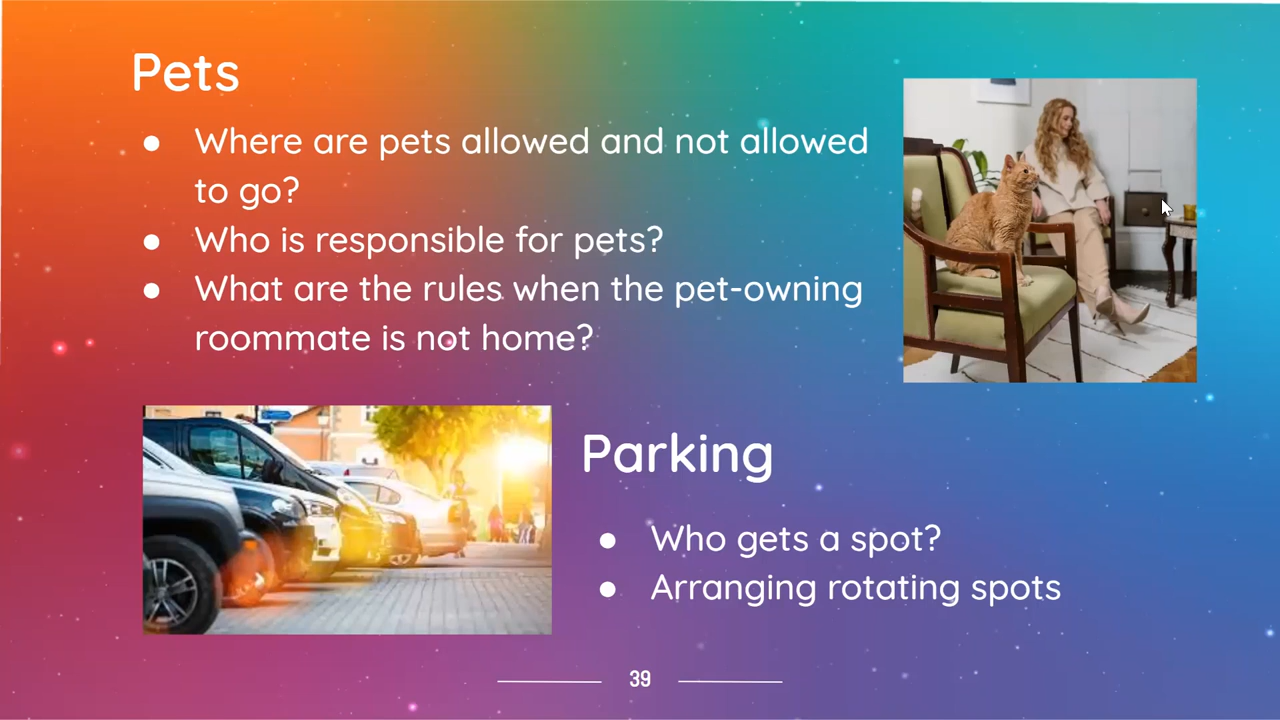 Pets
● Where are pets allowed and not allowed
to go?
● Who is responsible for pets?
● What are the rules when the pet-owning
roommate is not home?
Parking
● Who gets a spot?
● Arranging rotating spots
39